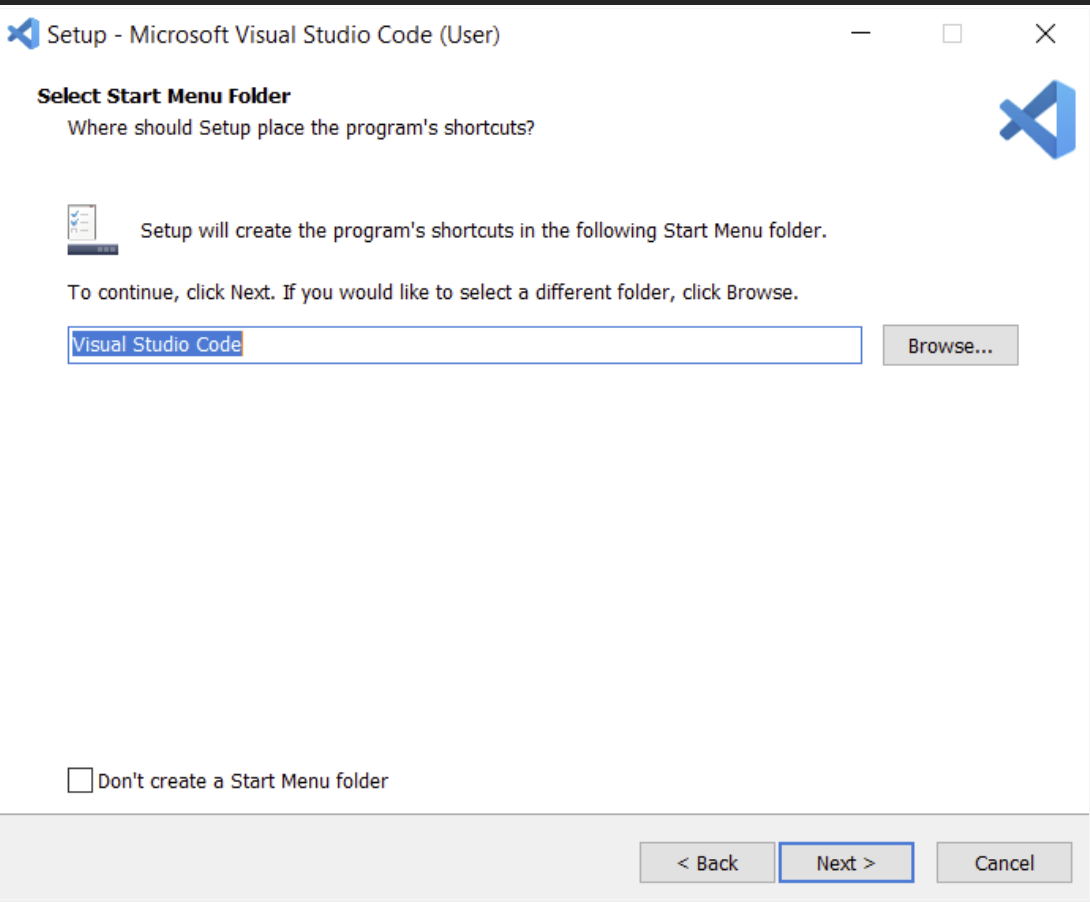 Setup - Microsoft Visual Studio Code (User)
Select Start Menu Folder
Where should Setup place the program's shortcuts?
Setup will create the program's shortcuts in the following Start Menu folder.
To continue, click Next. If you would like to select a different folder, click Browse.
Visual Studio Code
Browse...
Don't create a Start Menu folder
< Back
Next >
Cancel